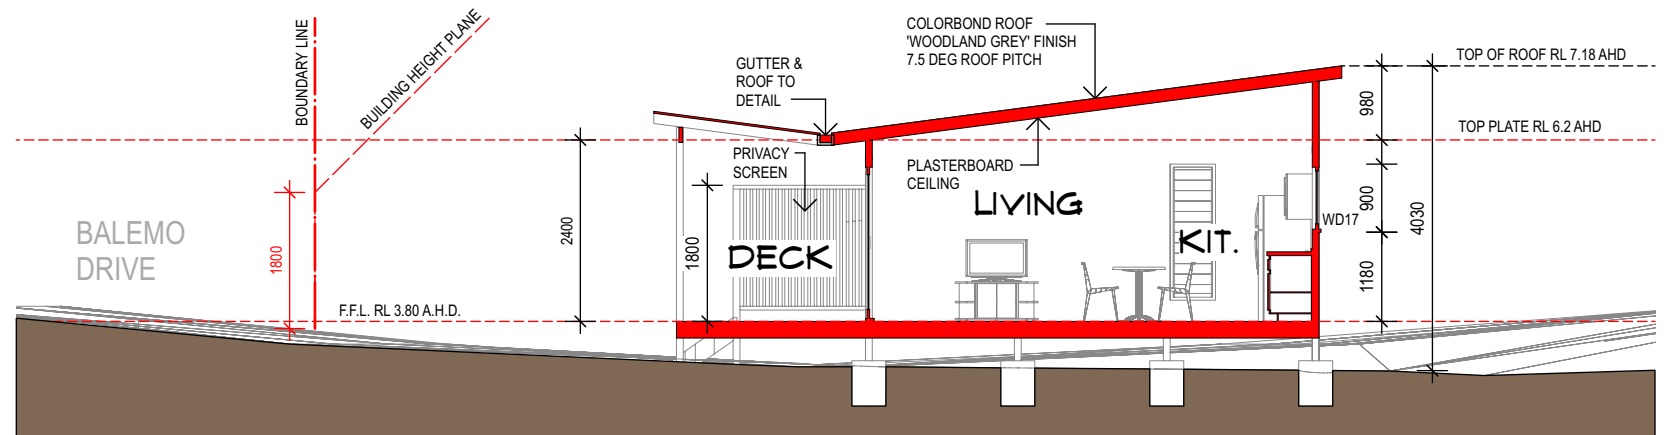 BOUNDARY LINE
BUILDING HEIGHT PLANE
COLORBOND ROOF
'WOODLAND GREY' FINISH
7.5 DEG ROOF PITCH
GUTTER &
ROOF TO
DETAIL
TOP OF ROOF RL 7.18 AHD
980
TOP PLATE RL 6.2 AHD
PRIVACY
SCREEN
PLASTERBOARD
CEILING
LIVING
900
WD17
4030
BALEMO
DRIVE
1800
2400
1800
DECK
KIT.
1180
F.F.L. RL 3.80 A.H.D.